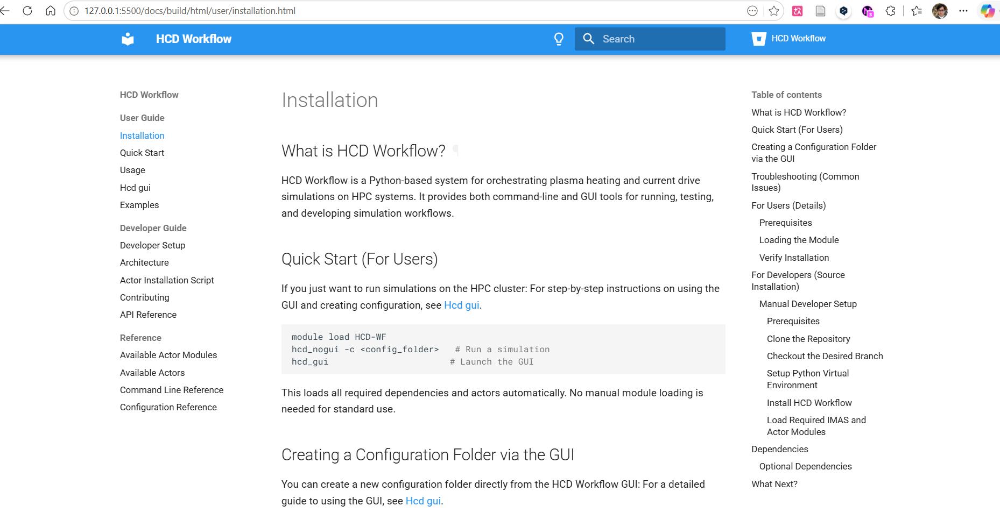 127.0.0.1:5500/docs/build/html/user/installation.html
HCD Workflow
Search
HCD Workflow
HCD Workflow
User Guide
Installation
Quick Start
Usage
Hcd gui
Examples
Developer Guide
Developer Setup
Architecture
Actor Installation Script
Contributing
API Reference
Reference
Available Actor Modules
Available Actors
Command Line Reference
Configuration Reference
Installation
What is HCD Workflow? ¶
HCD Workflow is a Python-based system for orchestrating plasma heating and current drive
simulations on HPC systems. It provides both command-line and GUI tools for running, testing,
and developing simulation workflows.
Quick Start (For Users)
If you just want to run simulations on the HPC cluster: For step-by-step instructions on using the
GUI and creating configuration, see Hcd gui.
module load HCD-WF
hcd_nogui -c <config_folder>   # Run a simulation
hcd_gui                       # Launch the GUI
This loads all required dependencies and actors automatically. No manual module loading is
needed for standard use.
Creating a Configuration Folder via the GUI
You can create a new configuration folder directly from the HCD Workflow GUI: For a detailed
guide to using the GUI, see Hcd gui.
Table of contents
What is HCD Workflow?
Quick Start (For Users)
Creating a Configuration Folder
via the GUI
Troubleshooting (Common
Issues)
For Users (Details)
Prerequisites
Loading the Module
Verify Installation
For Developers (Source
Installation)
Manual Developer Setup
Prerequisites
Clone the Repository
Checkout the Desired Branch
Setup Python Virtual
Environment
Install HCD Workflow
Load Required IMAS and
Actor Modules
Dependencies
Optional Dependencies
What Next?